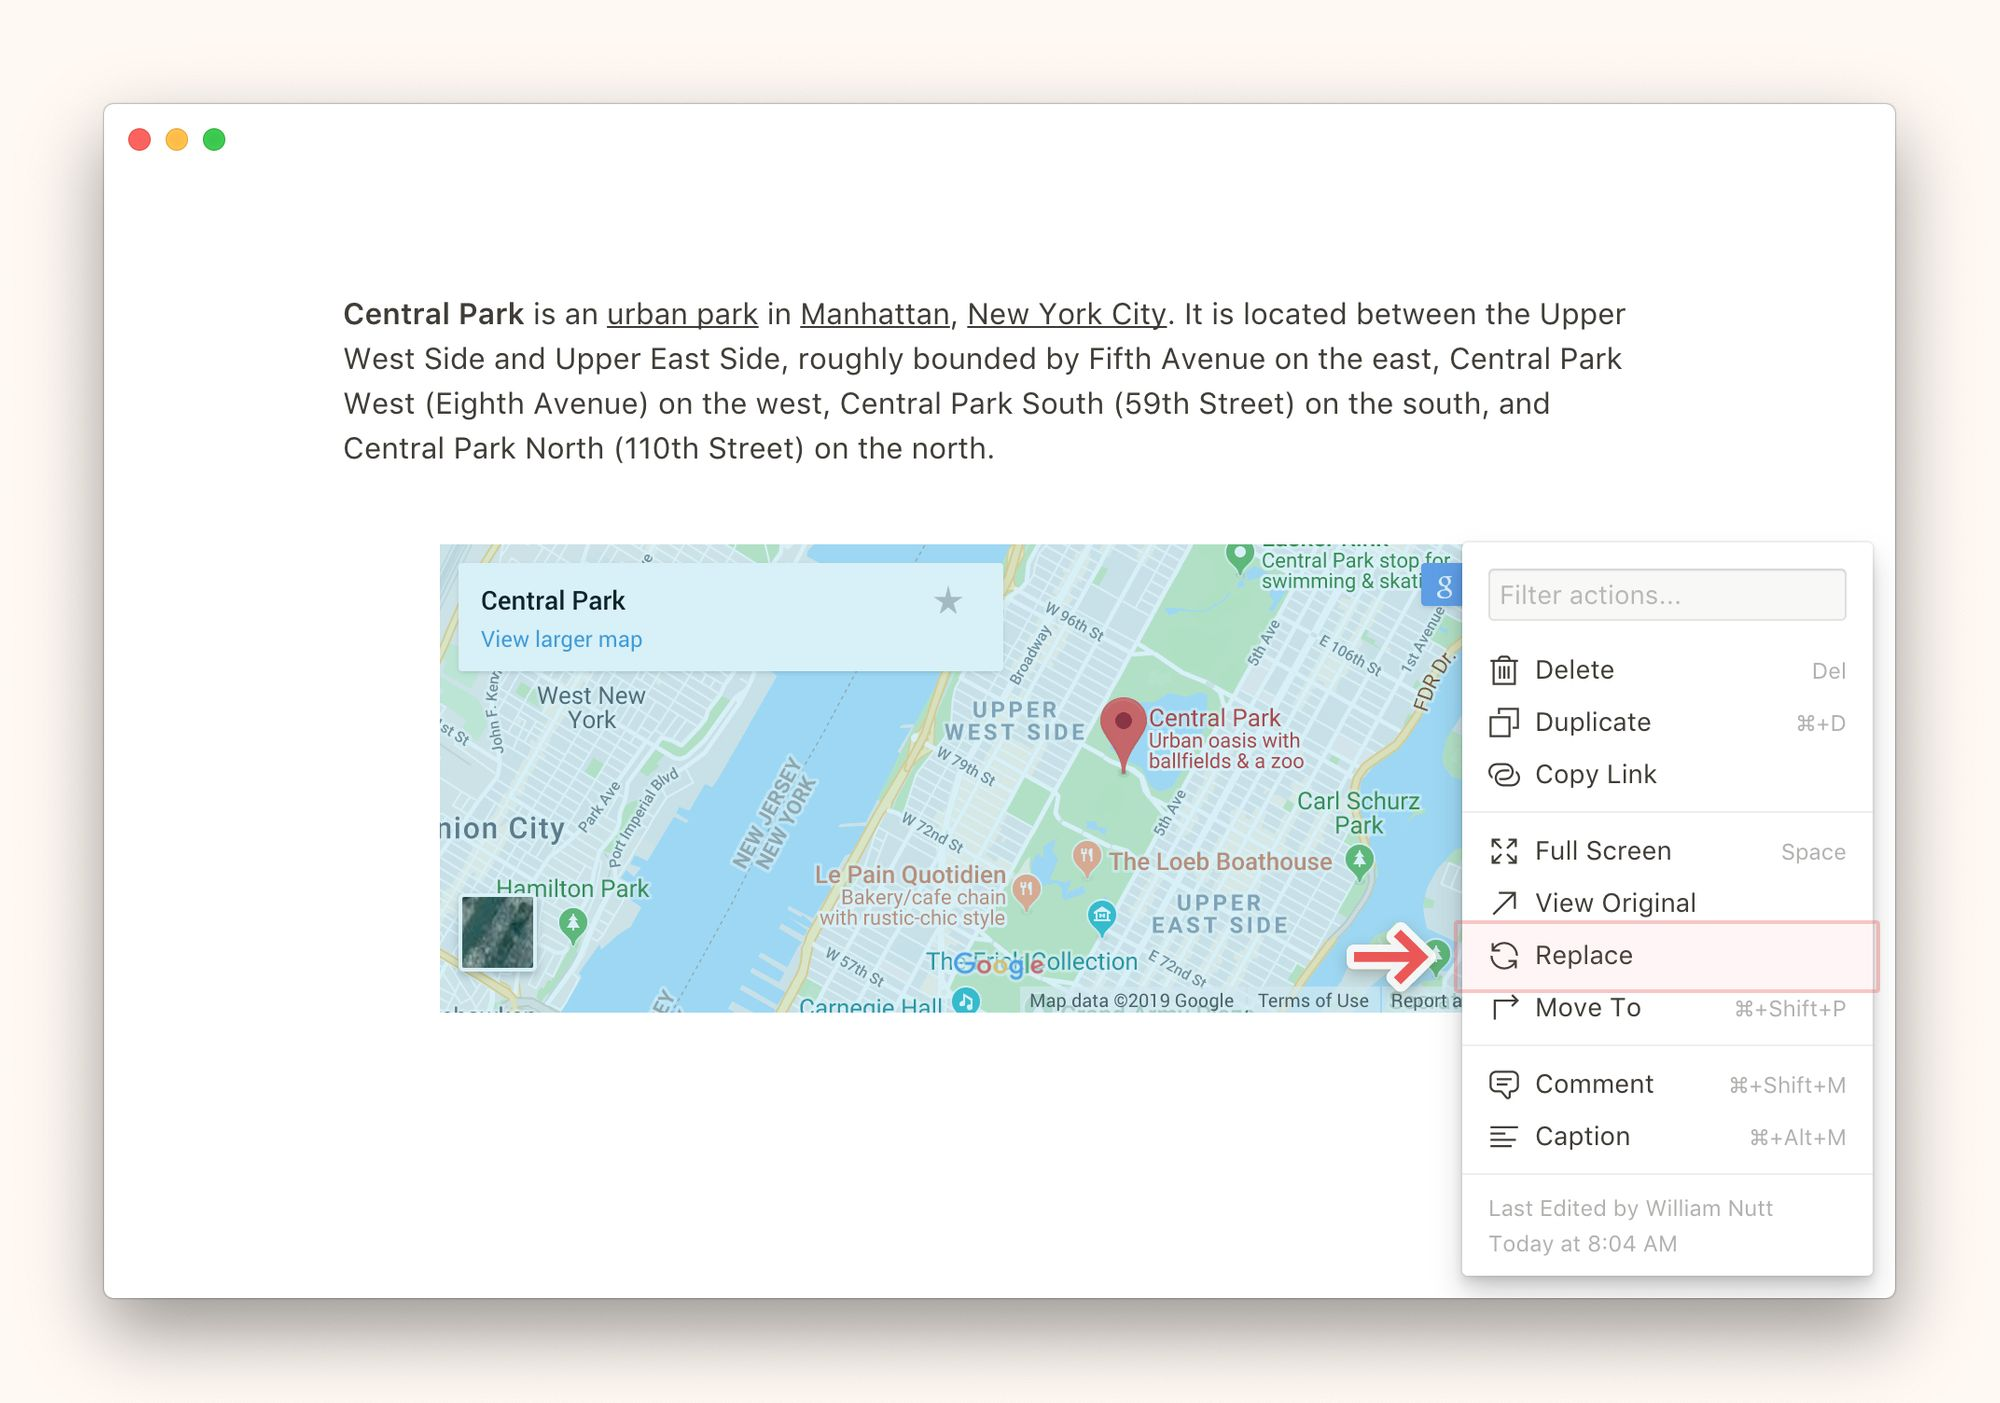 Central Park is an urban park in Manhattan, New York City. It is located between the Upper
West Side and Upper East Side, roughly bounded by Fifth Avenue on the east, Central Park
West (Eighth Avenue) on the west, Central Park South (59th Street) on the south, and
Central Park North (110th Street) on the north.
Central Park
View larger map
Central Park stop for
swimming & skati
g
W 96th St
Broadway
5th Ave
E 106th St
1st Avenue
FDR Dr.
West New
York
John F. Kenn
st St
UPPER
WEST SIDE
Central Park
Urban oasis with
ballfields & a zoo
W 79th St
Park Ave
Port Imperial Blvd
NEW JERSEY
NEW YORK
nion City
W 72nd St
5th Ave
Carl Schurz
Park
The Loeb Boathouse
Le Pain Quotidien
Bakery/cafe chain
with rustic-chic style
Hamilton Park
UPPER
EAST SIDE
W 57th St
Google
Collection
E 72nd St
Carnegie Hall
Map data ©2019 Google
Terms of Use
Report a
Filter actions...
Delete Del
Duplicate ⌘+D
Copy Link
Full Screen Space
View Original
Replace
Move To ⌘+Shift+P
Comment ⌘+Shift+M
Caption ⌘+Alt+M
Last Edited by William Nutt
Today at 8:04 AM